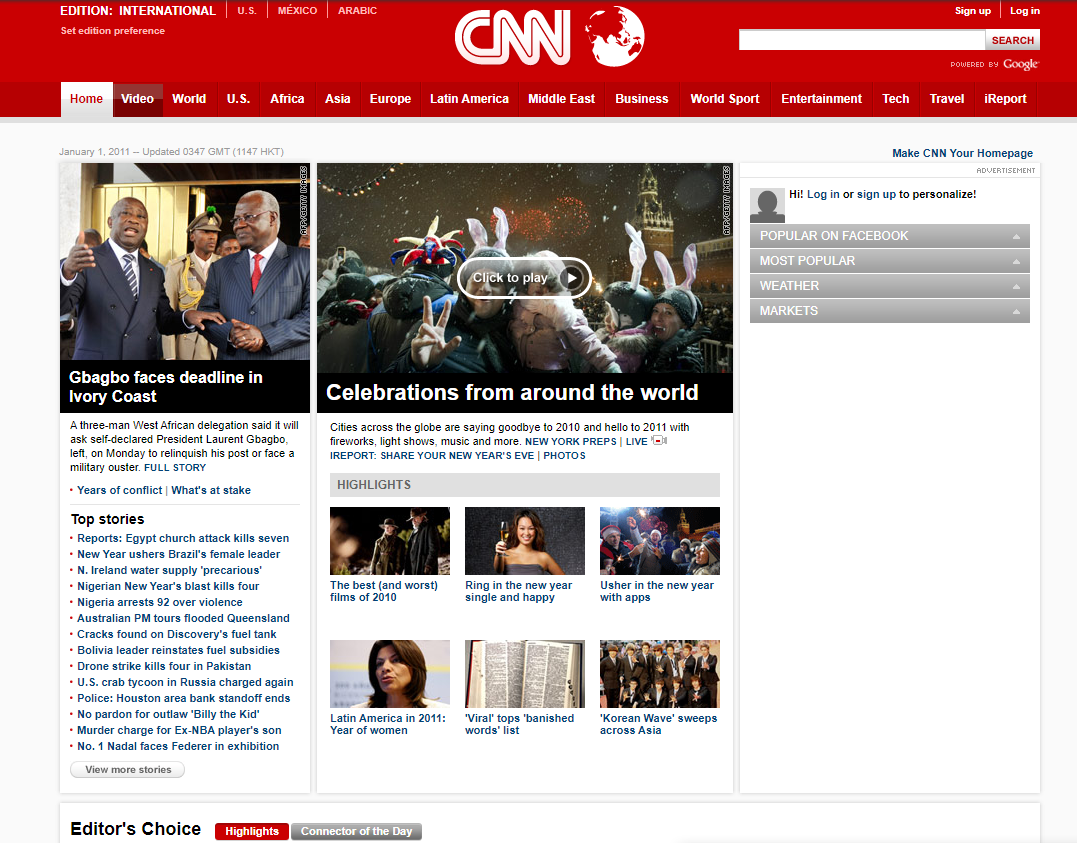 EDITION: INTERNATIONAL U.S. MÉXICO ARABIC
Set edition preference
CNN
Sign up Log in
SEARCH
POWERED BY Google
Home Video World U.S. Africa Asia Europe Latin America Middle East Business World Sport Entertainment Tech Travel iReport
January 1, 2011 -- Updated 0347 GMT (1147 HKT)
Make CNN Your Homepage
AFP/GETTY IMAGES
Gbagbo faces deadline in
Ivory Coast
A three-man West African delegation said it will
ask self-declared President Laurent Gbagbo,
left, on Monday to relinquish his post or face a
military ouster. FULL STORY
Years of conflict | What's at stake
Top stories
Reports: Egypt church attack kills seven
New Year ushers Brazil's female leader
N. Ireland water supply 'precarious'
Nigerian New Year's blast kills four
Nigeria arrests 92 over violence
Australian PM tours flooded Queensland
Cracks found on Discovery's fuel tank
Bolivia leader reinstates fuel subsidies
Drone strike kills four in Pakistan
U.S. crab tycoon in Russia charged again
Police: Houston area bank standoff ends
No pardon for outlaw 'Billy the Kid'
Murder charge for Ex-NBA player's son
No. 1 Nadal faces Federer in exhibition
View more stories
AFP/GETTY IMAGES
Click to play
Celebrations from around the world
Cities across the globe are saying goodbye to 2010 and hello to 2011 with
fireworks, light shows, music and more. NEW YORK PREPS | LIVE
IREPORT: SHARE YOUR NEW YEAR'S EVE | PHOTOS
HIGHLIGHTS
The best (and worst)
films of 2010
Ring in the new year
single and happy
Usher in the new year
with apps
Latin America in 2011:
Year of women
'Viral' tops 'banished
words' list
'Korean Wave' sweeps
across Asia
ADVERTISEMENT
Hi! Log in or sign up to personalize!
POPULAR ON FACEBOOK
MOST POPULAR
WEATHER
MARKETS
Editor's Choice Highlights Connector of the Day